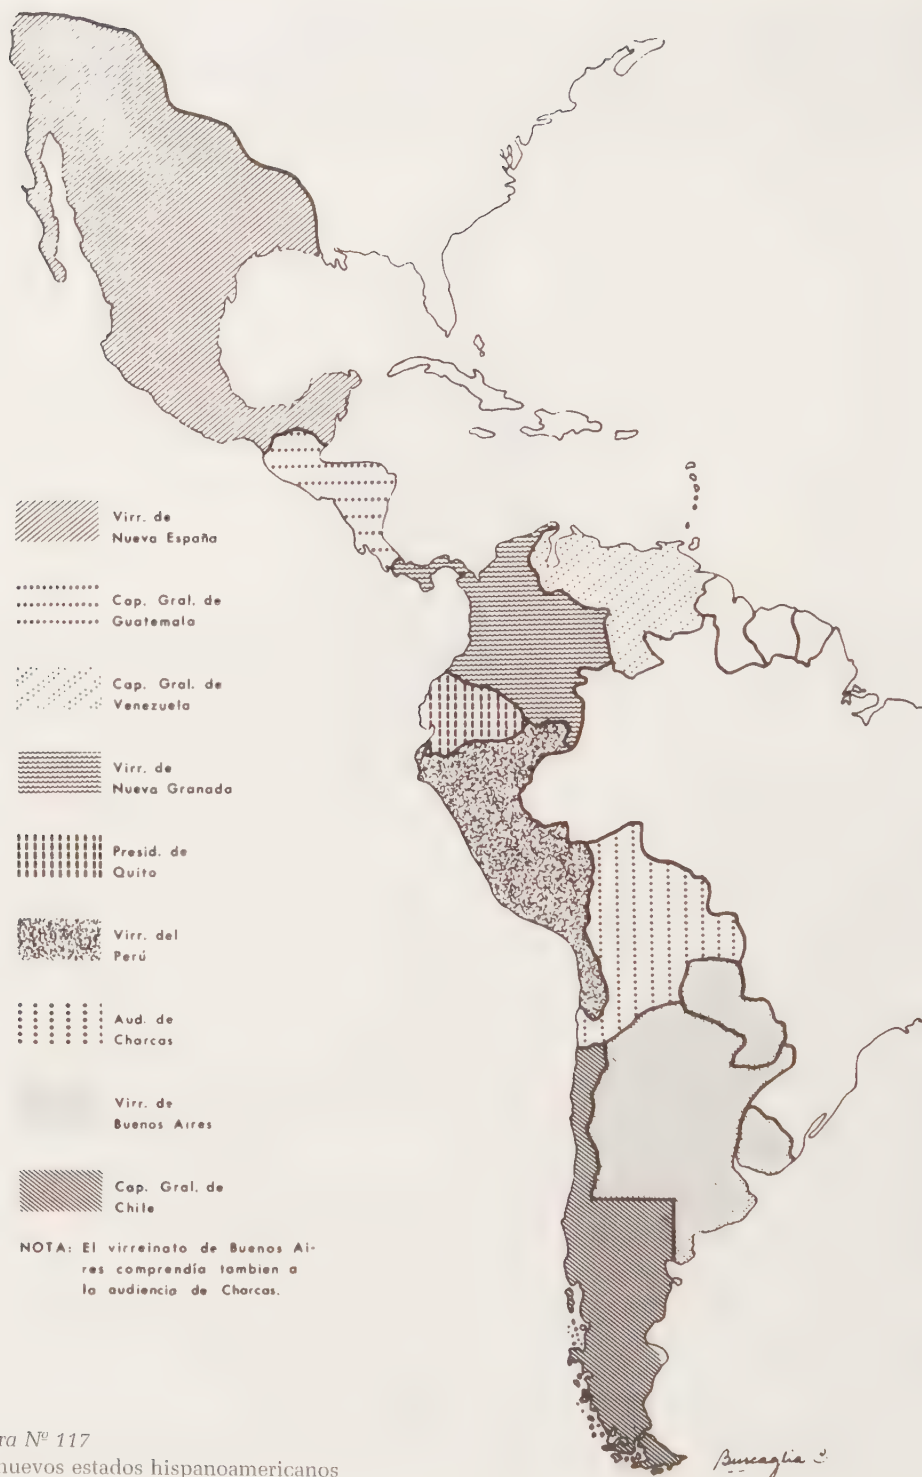 Virr. de
Nueva España
Cap. Gral. de
Guatemala
Cap. Gral. de
Venezuela
Virr. de
Nueva Granada
Presid. de
Quito
Virr. del
Perú
Aud. de
Charcas
Virr. de
Buenos Aires
Cap. Gral. de
Chile
NOTA: El virreinato de Buenos Ai-
res comprendía tambien a
la audiencia de Charcas.
Nº 117
nuevos estados hispanoamericanos
Buscaglia